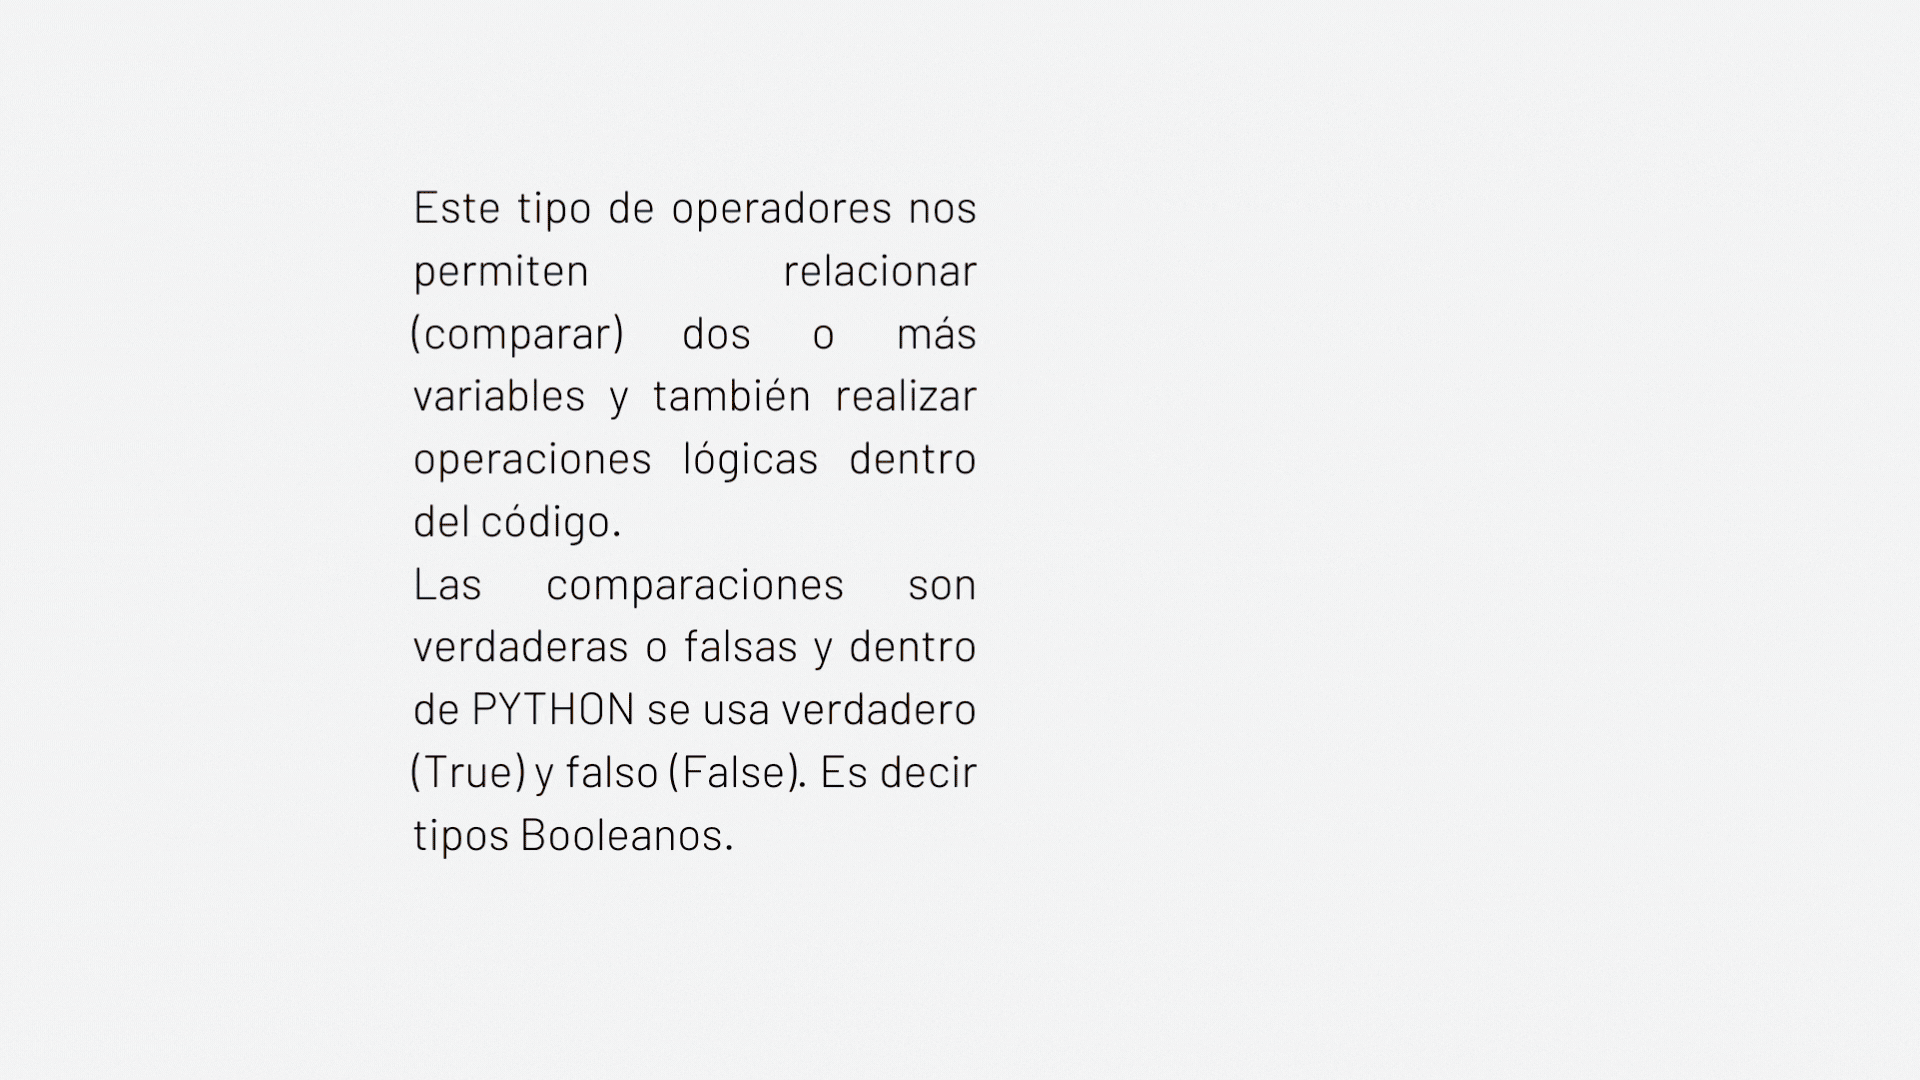 Este tipo de operadores nos
permiten relacionar
(comparar) dos o más
variables y también realizar
operaciones lógicas dentro
del código.
Las comparaciones son
verdaderas o falsas y dentro
de PYTHON se usa verdadero
(True) y falso (False). Es decir
tipos Booleanos.